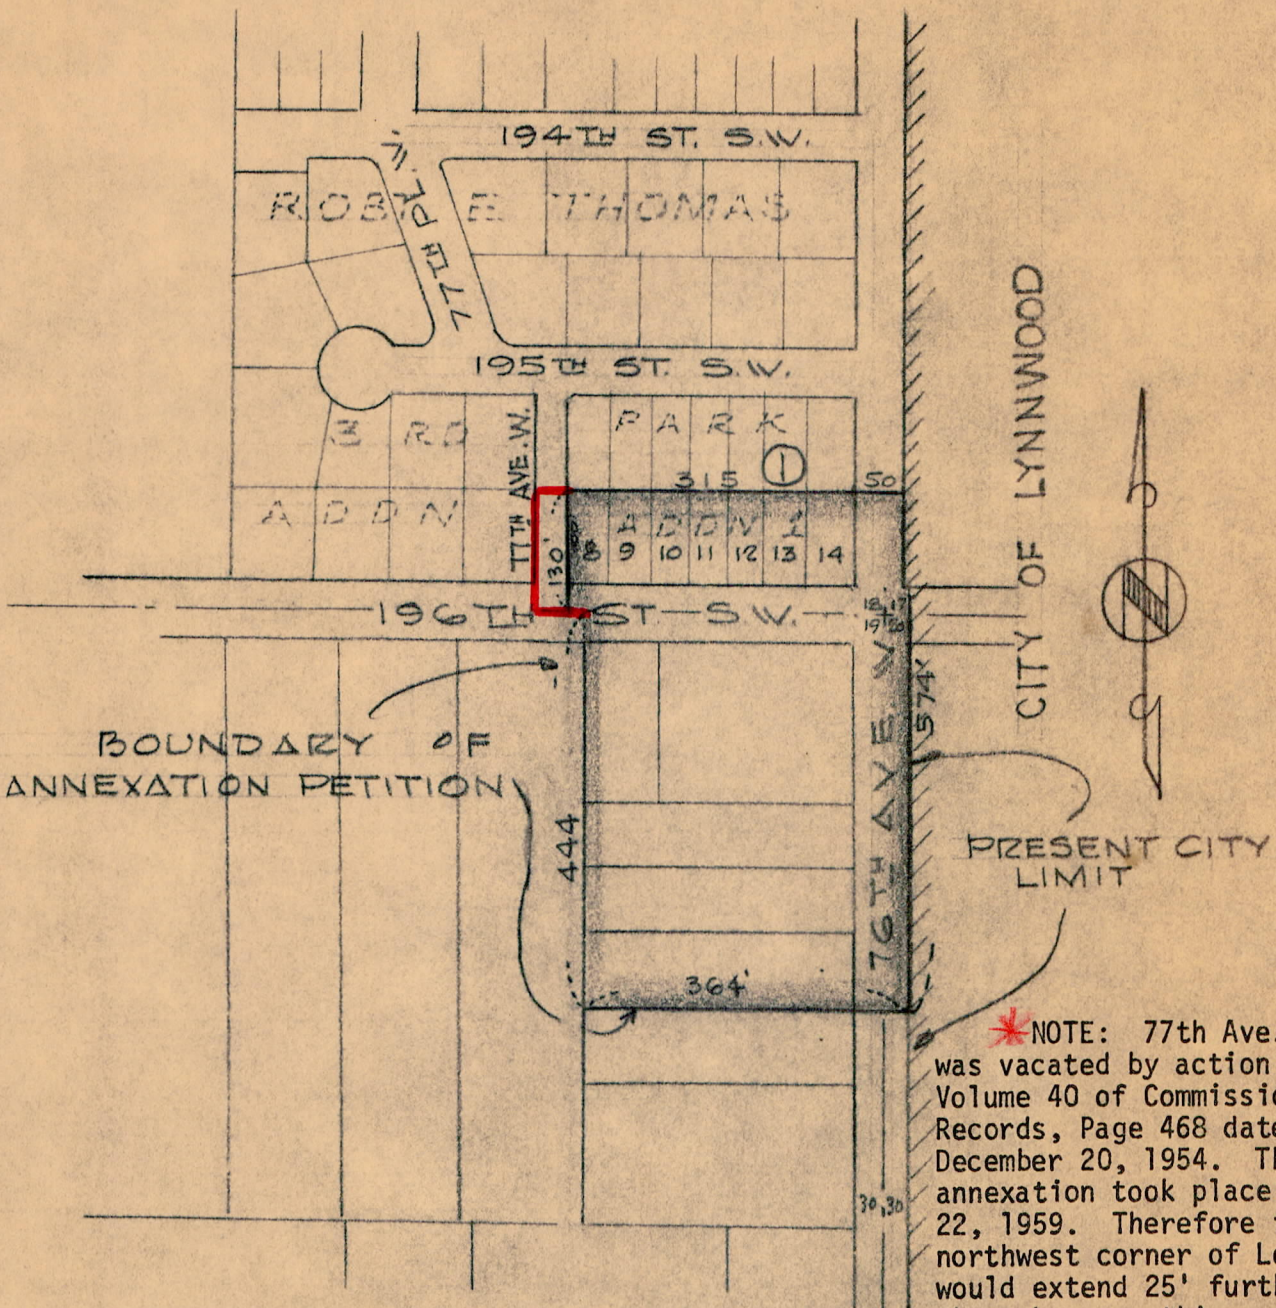 194TH ST. S.W.
ROBT E THOMAS
77TH PL. W.
195TH ST. S.W.
3 RD
PARK
77TH AVE. W.
315
1
50
ADDN
ADDN 1
130'
8 9 10 11 12 13 14
196TH ST S.W.
18 17
19 20
CITY OF LYNNWOOD
N
574'
76TH AVE W.
BOUNDARY OF
ANNEXATION PETITION
444
364'
PRESENT CITY
LIMIT
30,30
*NOTE: 77th Ave.
was vacated by action
Volume 40 of Commissi
Records, Page 468 date
December 20, 1954. Th
annexation took place
22, 1959. Therefore
northwest corner of L
would extend 25' furth